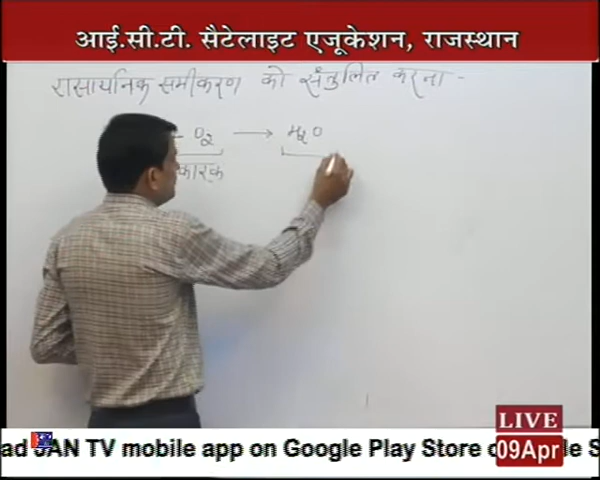 आई.सी.टी. सैटेलाइट एजूकेशन, राजस्थान
रासायनिक समीकरण को संतुलित करना -
O₂ → H₂O
कारक
LIVE
09Apr
ad JAN TV mobile app on Google Play Store o le S